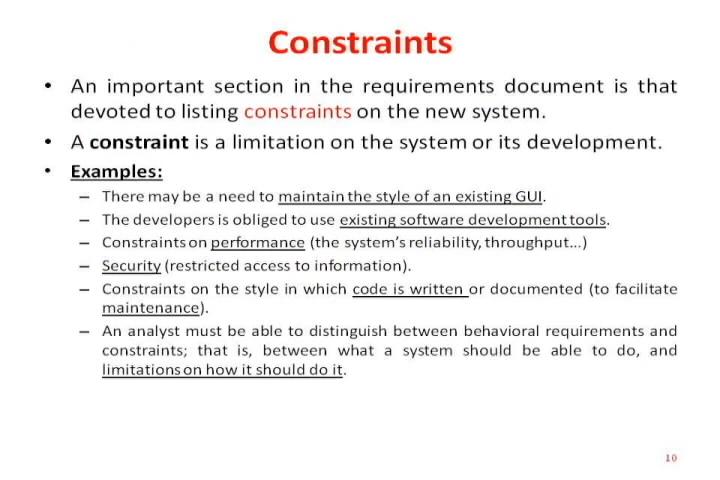 Constraints
• An important section in the requirements document is that
devoted to listing constraints on the new system.
• A constraint is a limitation on the system or its development.
• Examples:
– There may be a need to maintain the style of an existing GUI.
– The developers is obliged to use existing software development tools.
– Constraints on performance (the system’s reliability, throughput...)
– Security (restricted access to information).
– Constraints on the style in which code is written or documented (to facilitate
maintenance).
– An analyst must be able to distinguish between behavioral requirements and
constraints; that is, between what a system should be able to do, and
limitations on how it should do it.
10